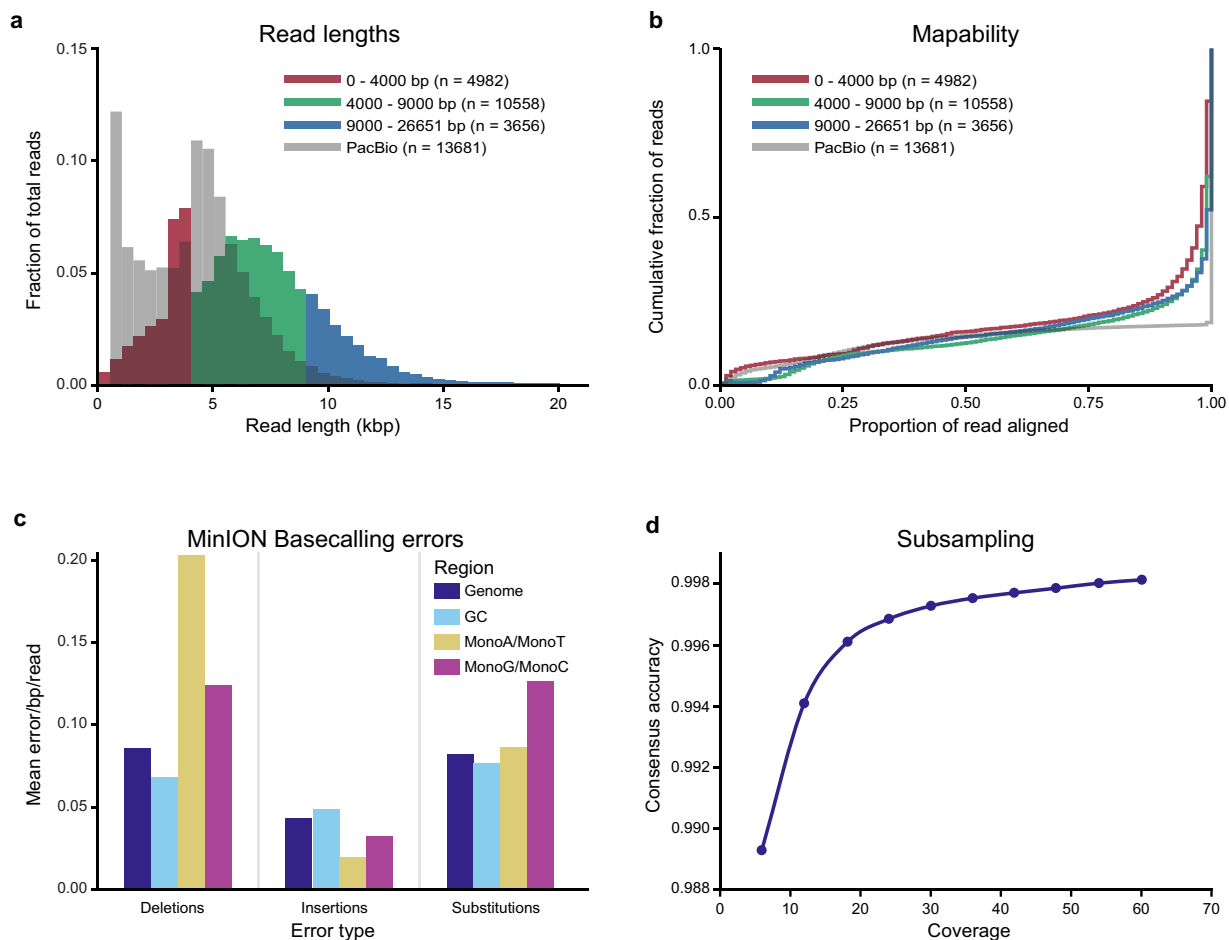 a
Read lengths
0.15
0.10
0.05
0.00
Fraction of total reads
0 - 4000 bp (n = 4982)
4000 - 9000 bp (n = 10558)
9000 - 26651 bp (n = 3656)
PacBio (n = 13681)
0 5 10 15 20
Read length (kbp)
b
Mapability
1.0
0.5
0.0
Cumulative fraction of reads
0 - 4000 bp (n = 4982)
4000 - 9000 bp (n = 10558)
9000 - 26651 bp (n = 3656)
PacBio (n = 13681)
0.00 0.25 0.50 0.75 1.00
Proportion of read aligned
c
MinION Basecalling errors
0.20
0.15
0.10
0.05
0.00
Mean error/bp/read
Region
Genome
GC
MonoA/MonoT
MonoG/MonoC
Deletions Insertions Substitutions
Error type
d
Subsampling
0.998
0.996
0.994
0.992
0.990
0.988
Consensus accuracy
0 10 20 30 40 50 60 70
Coverage